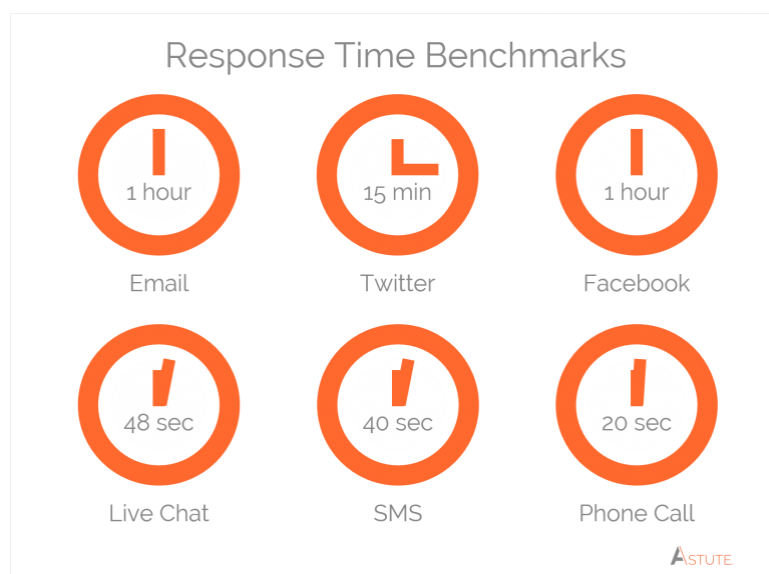 Response Time Benchmarks
1 hour
15 min
1 hour
Email
Twitter
Facebook
48 sec
40 sec
20 sec
Live Chat
SMS
Phone Call
ASTUTE